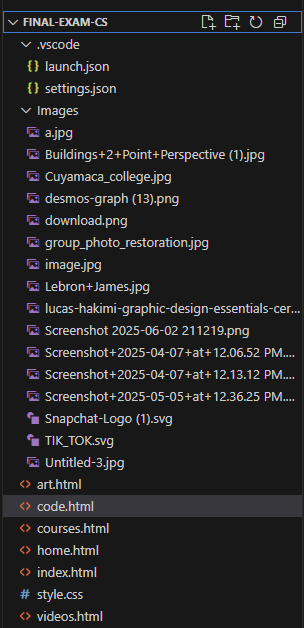 FINAL-EXAM-CS
.vscode
launch.json
settings.json
Images
a.jpg
Buildings+2+Point+Perspective (1).jpg
Cuyamaca_college.jpg
desmos-graph (13).png
download.png
group_photo_restoration.jpg
image.jpg
Lebron+James.jpg
lucas-hakimi-graphic-design-essentials-cer...
Screenshot 2025-06-02 211219.png
Screenshot+2025-04-07+at+12.06.52 PM....
Screenshot+2025-04-07+at+12.13.12 PM....
Screenshot+2025-05-05+at+12.36.25 PM....
Snapchat-Logo (1).svg
TIK_TOK.svg
Untitled-3.jpg
<> art.html
<> code.html
<> courses.html
<> home.html
<> index.html
# style.css
<> videos.html